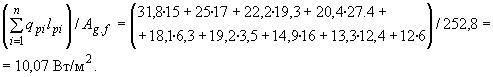 (∑ᵢ₌₁ⁿ q_{pi} l_{pi}) / A_{g.f} = (31,8·15 + 25·17 + 22,2·19,3 + 20,4·27.4 +
+ 18,1·6,3 + 19,2·3,5 + 14,9·16 + 13,3·12,4 + 12·6) / 252,8 =
= 10,07 Вт/м².